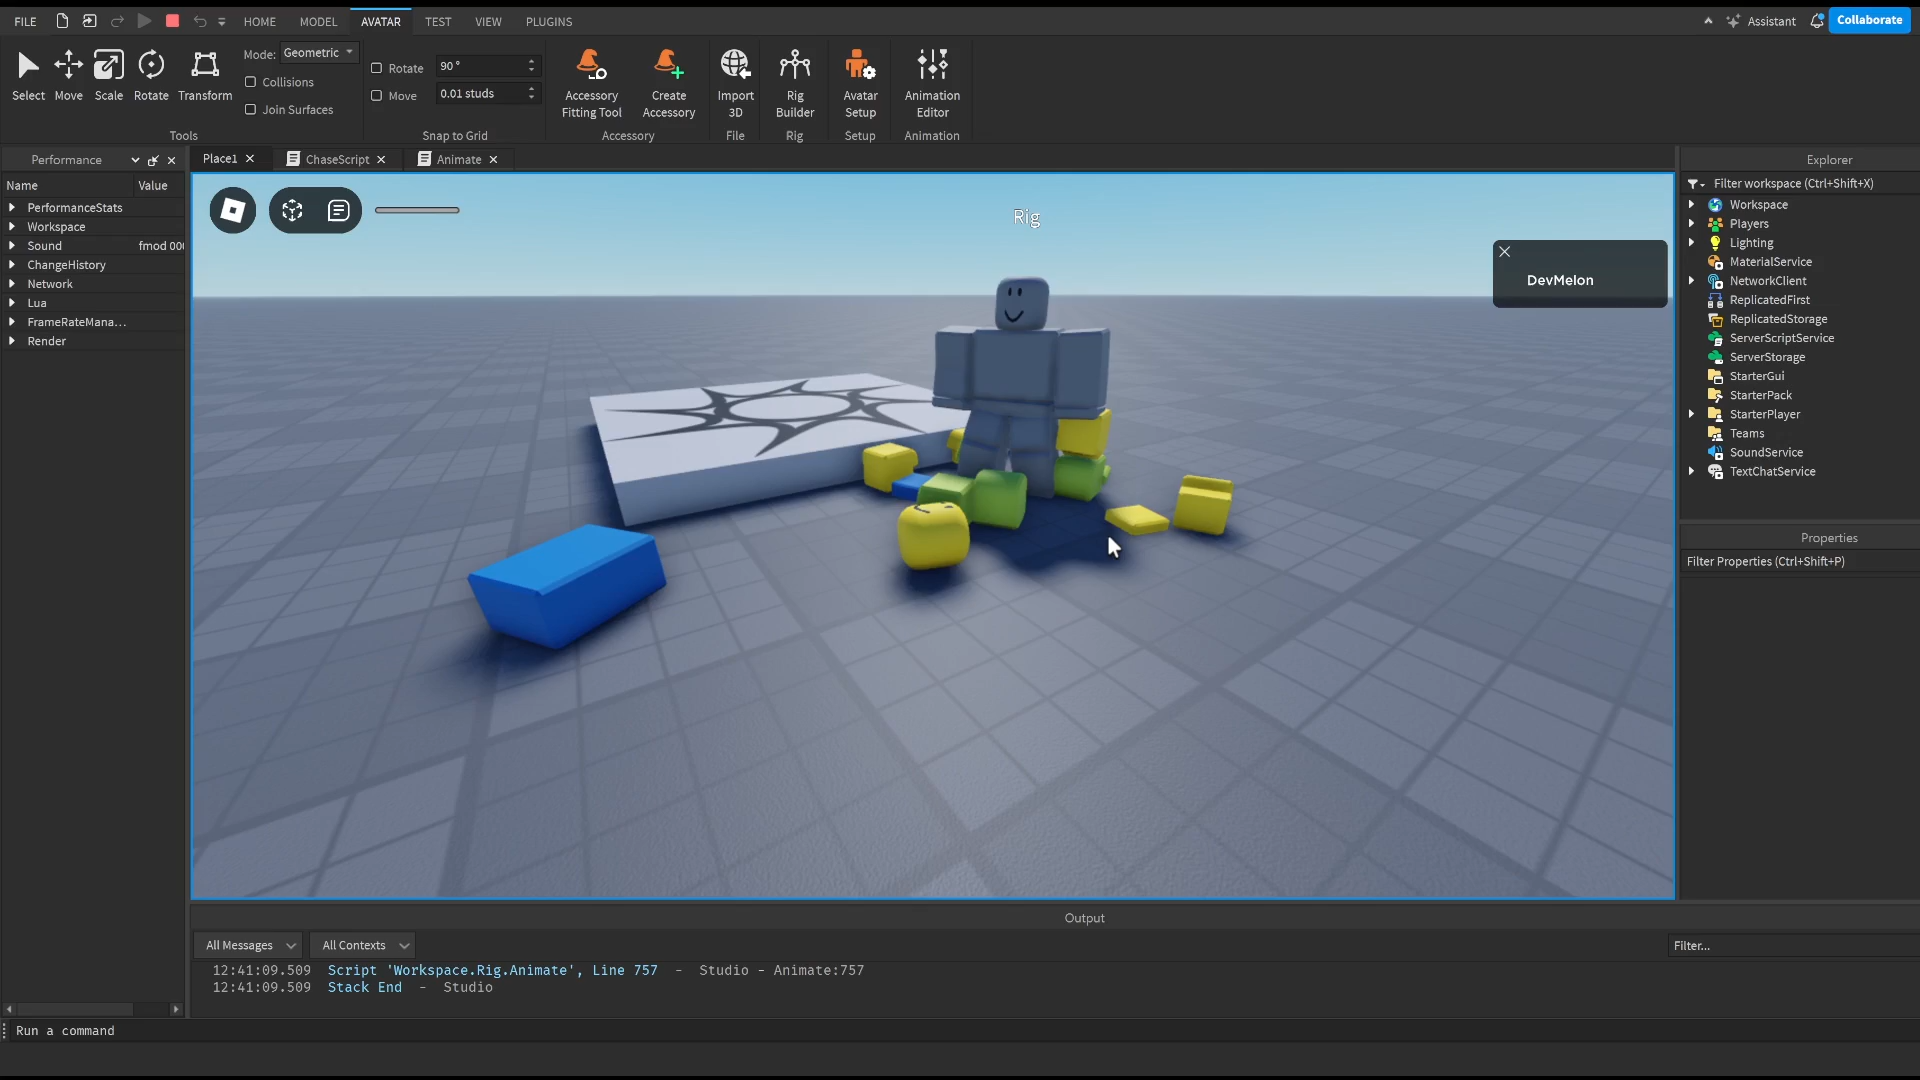 FILE
HOME
MODEL
AVATAR
TEST
VIEW
PLUGINS
Assistant
Collaborate
Select
Move
Scale
Rotate
Transform
Mode:
Geometric
Collisions
Join Surfaces
Tools
Rotate
90 °
Move
0.01 studs
Snap to Grid
Accessory
Fitting Tool
Create
Accessory
Accessory
Import
3D
File
Rig
Builder
Rig
Avatar
Setup
Setup
Animation
Editor
Animation
Performance
Place1
ChaseScript
Animate
Explorer
Name
Value
PerformanceStats
Workspace
Sound
fmod 00
ChangeHistory
Network
Lua
FrameRateMana...
Render
Rig
DevMelon
Filter workspace (Ctrl+Shift+X)
Workspace
Players
Lighting
MaterialService
NetworkClient
ReplicatedFirst
ReplicatedStorage
ServerScriptService
ServerStorage
StarterGui
StarterPack
StarterPlayer
Teams
SoundService
TextChatService
Properties
Filter Properties (Ctrl+Shift+P)
Output
All Messages
All Contexts
Filter...
12:41:09.509 Script 'Workspace.Rig.Animate', Line 757 - Studio - Animate:757
12:41:09.509 Stack End - Studio
Run a command